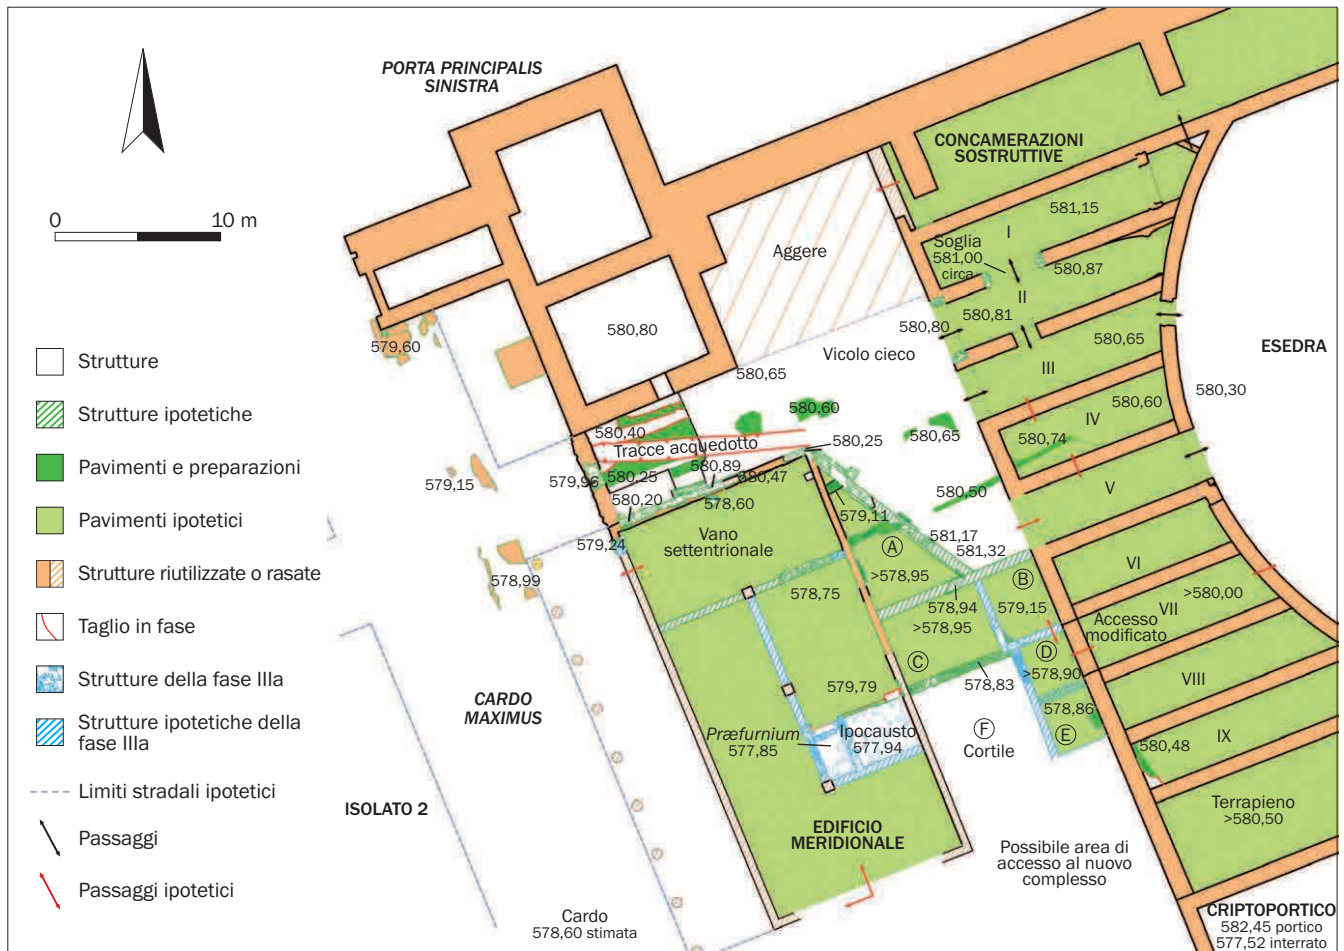 PORTA PRINCIPALIS
SINISTRA
0 10 m
Strutture
Strutture ipotetiche
Pavimenti e preparazioni
Pavimenti ipotetici
Strutture riutilizzate o rasate
Taglio in fase
Strutture della fase IIIa
Strutture ipotetiche della
fase IIIa
Limiti stradali ipotetici
Passaggi
Passaggi ipotetici
CONCAMERAZIONI
SOSTRUTTIVE
581,15
I
Soglia
581,00
circa
580,87
II
580,81
580,80
580,65
III
580,60
IV
580,74
V
VI
VII
>580,00
Accesso
modificato
VIII
IX
580,48
Terrapieno
>580,50
ESEDRA
580,30
Aggere
580,80
579,60
Vicolo cieco
580,65
580,60
580,65
580,40
Tracce acquedotto
580,25
579,15
579,96
580,25
580,89
580,47
580,20
578,60
580,50
579,24
Vano
settentrionale
579,11
581,17
581,32
A
>578,95
B
579,15
578,99
578,75
578,94
>578,95
C
D
>578,90
578,83
578,86
E
579,79
F
Cortile
CARDO
MAXIMUS
Præfurnium
577,85
Ipocausto
577,94
ISOLATO 2
EDIFICIO
MERIDIONALE
Possibile area di
accesso al nuovo
complesso
Cardo
578,60 stimata
CRIPTOPORTICO
582,45 portico
577,52 interrato